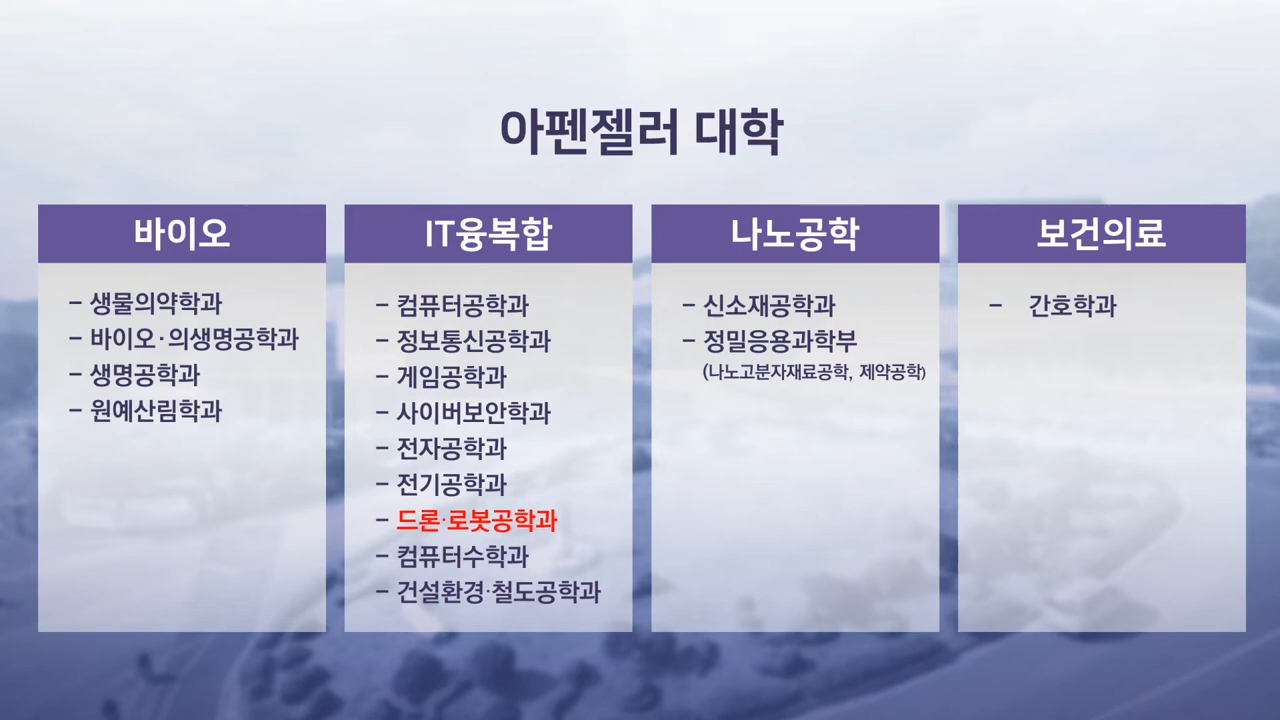 아펜젤러 대학
바이오
- 생물의약학과
- 바이오·의생명공학과
- 생명공학과
- 원예산림학과
IT융복합
- 컴퓨터공학과
- 정보통신공학과
- 게임공학과
- 사이버보안학과
- 전자공학과
- 전기공학과
- 드론·로봇공학과
- 컴퓨터수학과
- 건설환경·철도공학과
나노공학
- 신소재공학과
- 정밀응용과학부
(나노고분자재료공학, 제약공학)
보건의료
- 간호학과